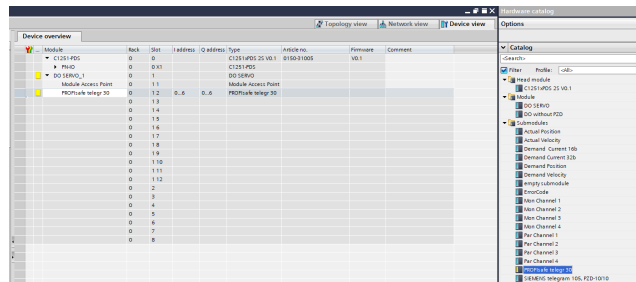 Hardware catalog
Topology view Network view Device view Options
Device overview
Module Rack Slot I address Q address Type Article no. Firmware Comment
C1251-PDS 0 0 C1251xPDS 2S V0.1 0150-31005 V0.1
PN-IO 0 0 X1 C1251-PDS
DO SERVO_1 0 1 DO SERVO
Module Access Point 0 1 1 Module Access Point
PROFIsafe telegr 30 0 1 2 0...6 0...6 PROFIsafe telegr 30
0 1 3
0 1 4
0 1 5
0 1 6
0 1 7
0 1 8
0 1 9
0 1 10
0 1 11
0 1 12
0 2
0 3
0 4
0 5
0 6
0 7
0 8
Catalog
<Search>
Filter Profile: <All>
Head module
C1251xPDS 2S V0.1
Module
DO SERVO
DO without PZD
Submodules
Actual Position
Actual Velocity
Demand Current 16b
Demand Current 32b
Demand Position
Demand Velocity
empty submodule
ErrorCode
Mon Channel 1
Mon Channel 2
Mon Channel 3
Mon Channel 4
Par Channel 1
Par Channel 2
Par Channel 3
Par Channel 4
PROFIsafe telegr 30
SIEMENS telegram 105, PZD-10/10